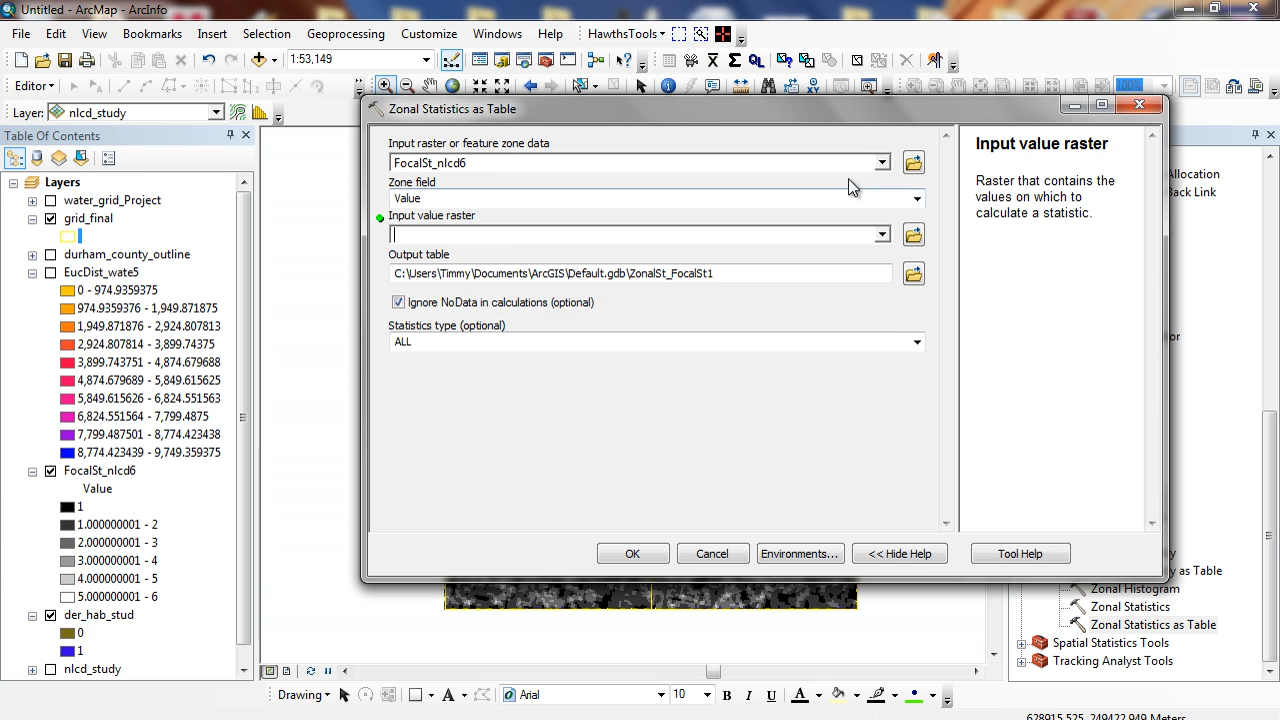 Untitled - ArcMap - ArcInfo
File Edit View Bookmarks Insert Selection Geoprocessing Customize Windows Help HawthsTools
1:53,149
Editor 100%
Layer: nlcd_study
Table Of Contents
Layers
water_grid_Project
grid_final
durham_county_outline
EucDist_wate5
0 - 974.9359375
974.9359376 - 1,949.871875
1,949.871876 - 2,924.807813
2,924.807814 - 3,899.74375
3,899.743751 - 4,874.679688
4,874.679689 - 5,849.615625
5,849.615626 - 6,824.551563
6,824.551564 - 7,799.4875
7,799.487501 - 8,774.423438
8,774.423439 - 9,749.359375
FocalSt_nlcd6
Value
1
1.000000001 - 2
2.000000001 - 3
3.000000001 - 4
4.000000001 - 5
5.000000001 - 6
der_hab_stud
0
1
nlcd_study
Zonal Statistics as Table
Input raster or feature zone data
FocalSt_nlcd6
Zone field
Value
Input value raster
Output table
C:\Users\Timmy\Documents\ArcGIS\Default.gdb\ZonalSt_FocalSt1
Ignore NoData in calculations (optional)
Statistics type (optional)
ALL
OK Cancel Environments... << Hide Help Tool Help
Input value raster
Raster that contains the
values on which to
calculate a statistic.
Allocation
Back Link
or
y
y as Table
Zonal Histogram
Zonal Statistics
Zonal Statistics as Table
Spatial Statistics Tools
Tracking Analyst Tools
Drawing A Arial 10 B I U A
628915.525 249422.949 Meters